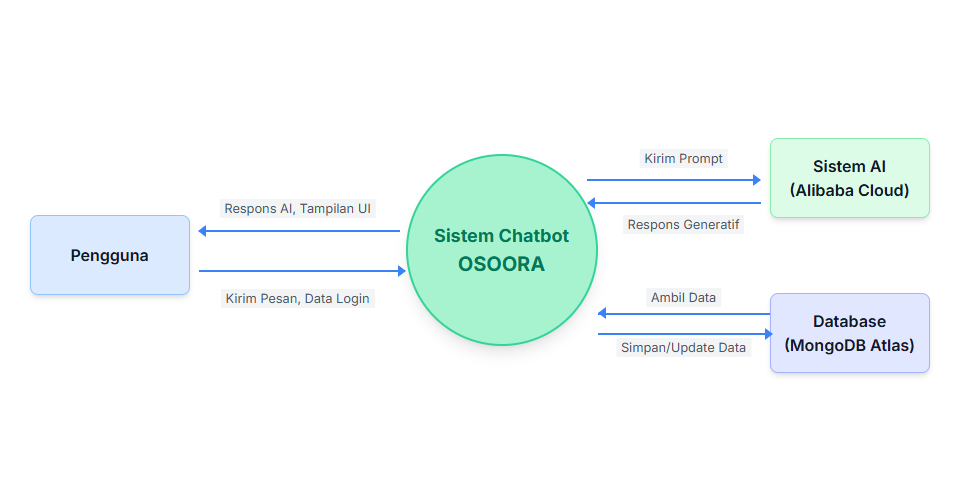 Kirim Prompt
Sistem AI
(Alibaba Cloud)
Respons AI, Tampilan UI
Respons Generatif
Pengguna
Sistem Chatbot
OSOORA
Kirim Pesan, Data Login
Ambil Data
Database
(MongoDB Atlas)
Simpan/Update Data